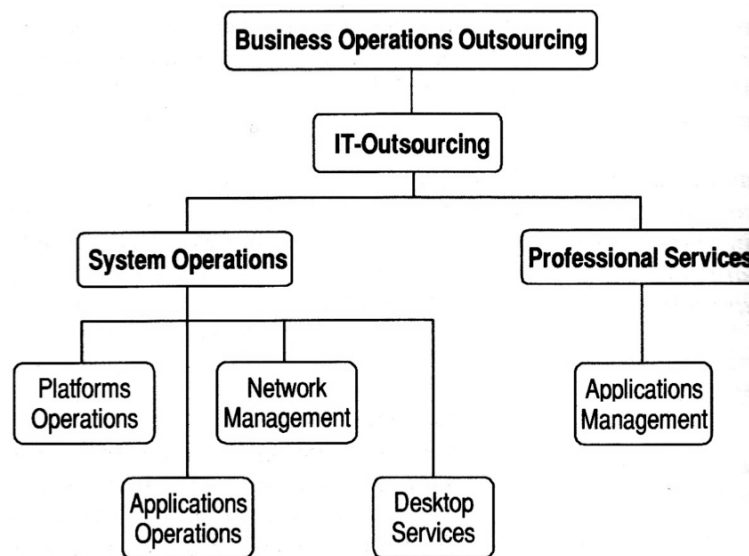 Business Operations Outsourcing
IT-Outsourcing
System Operations
Professional Services
Platforms
Operations
Network
Management
Applications
Management
Applications
Operations
Desktop
Services